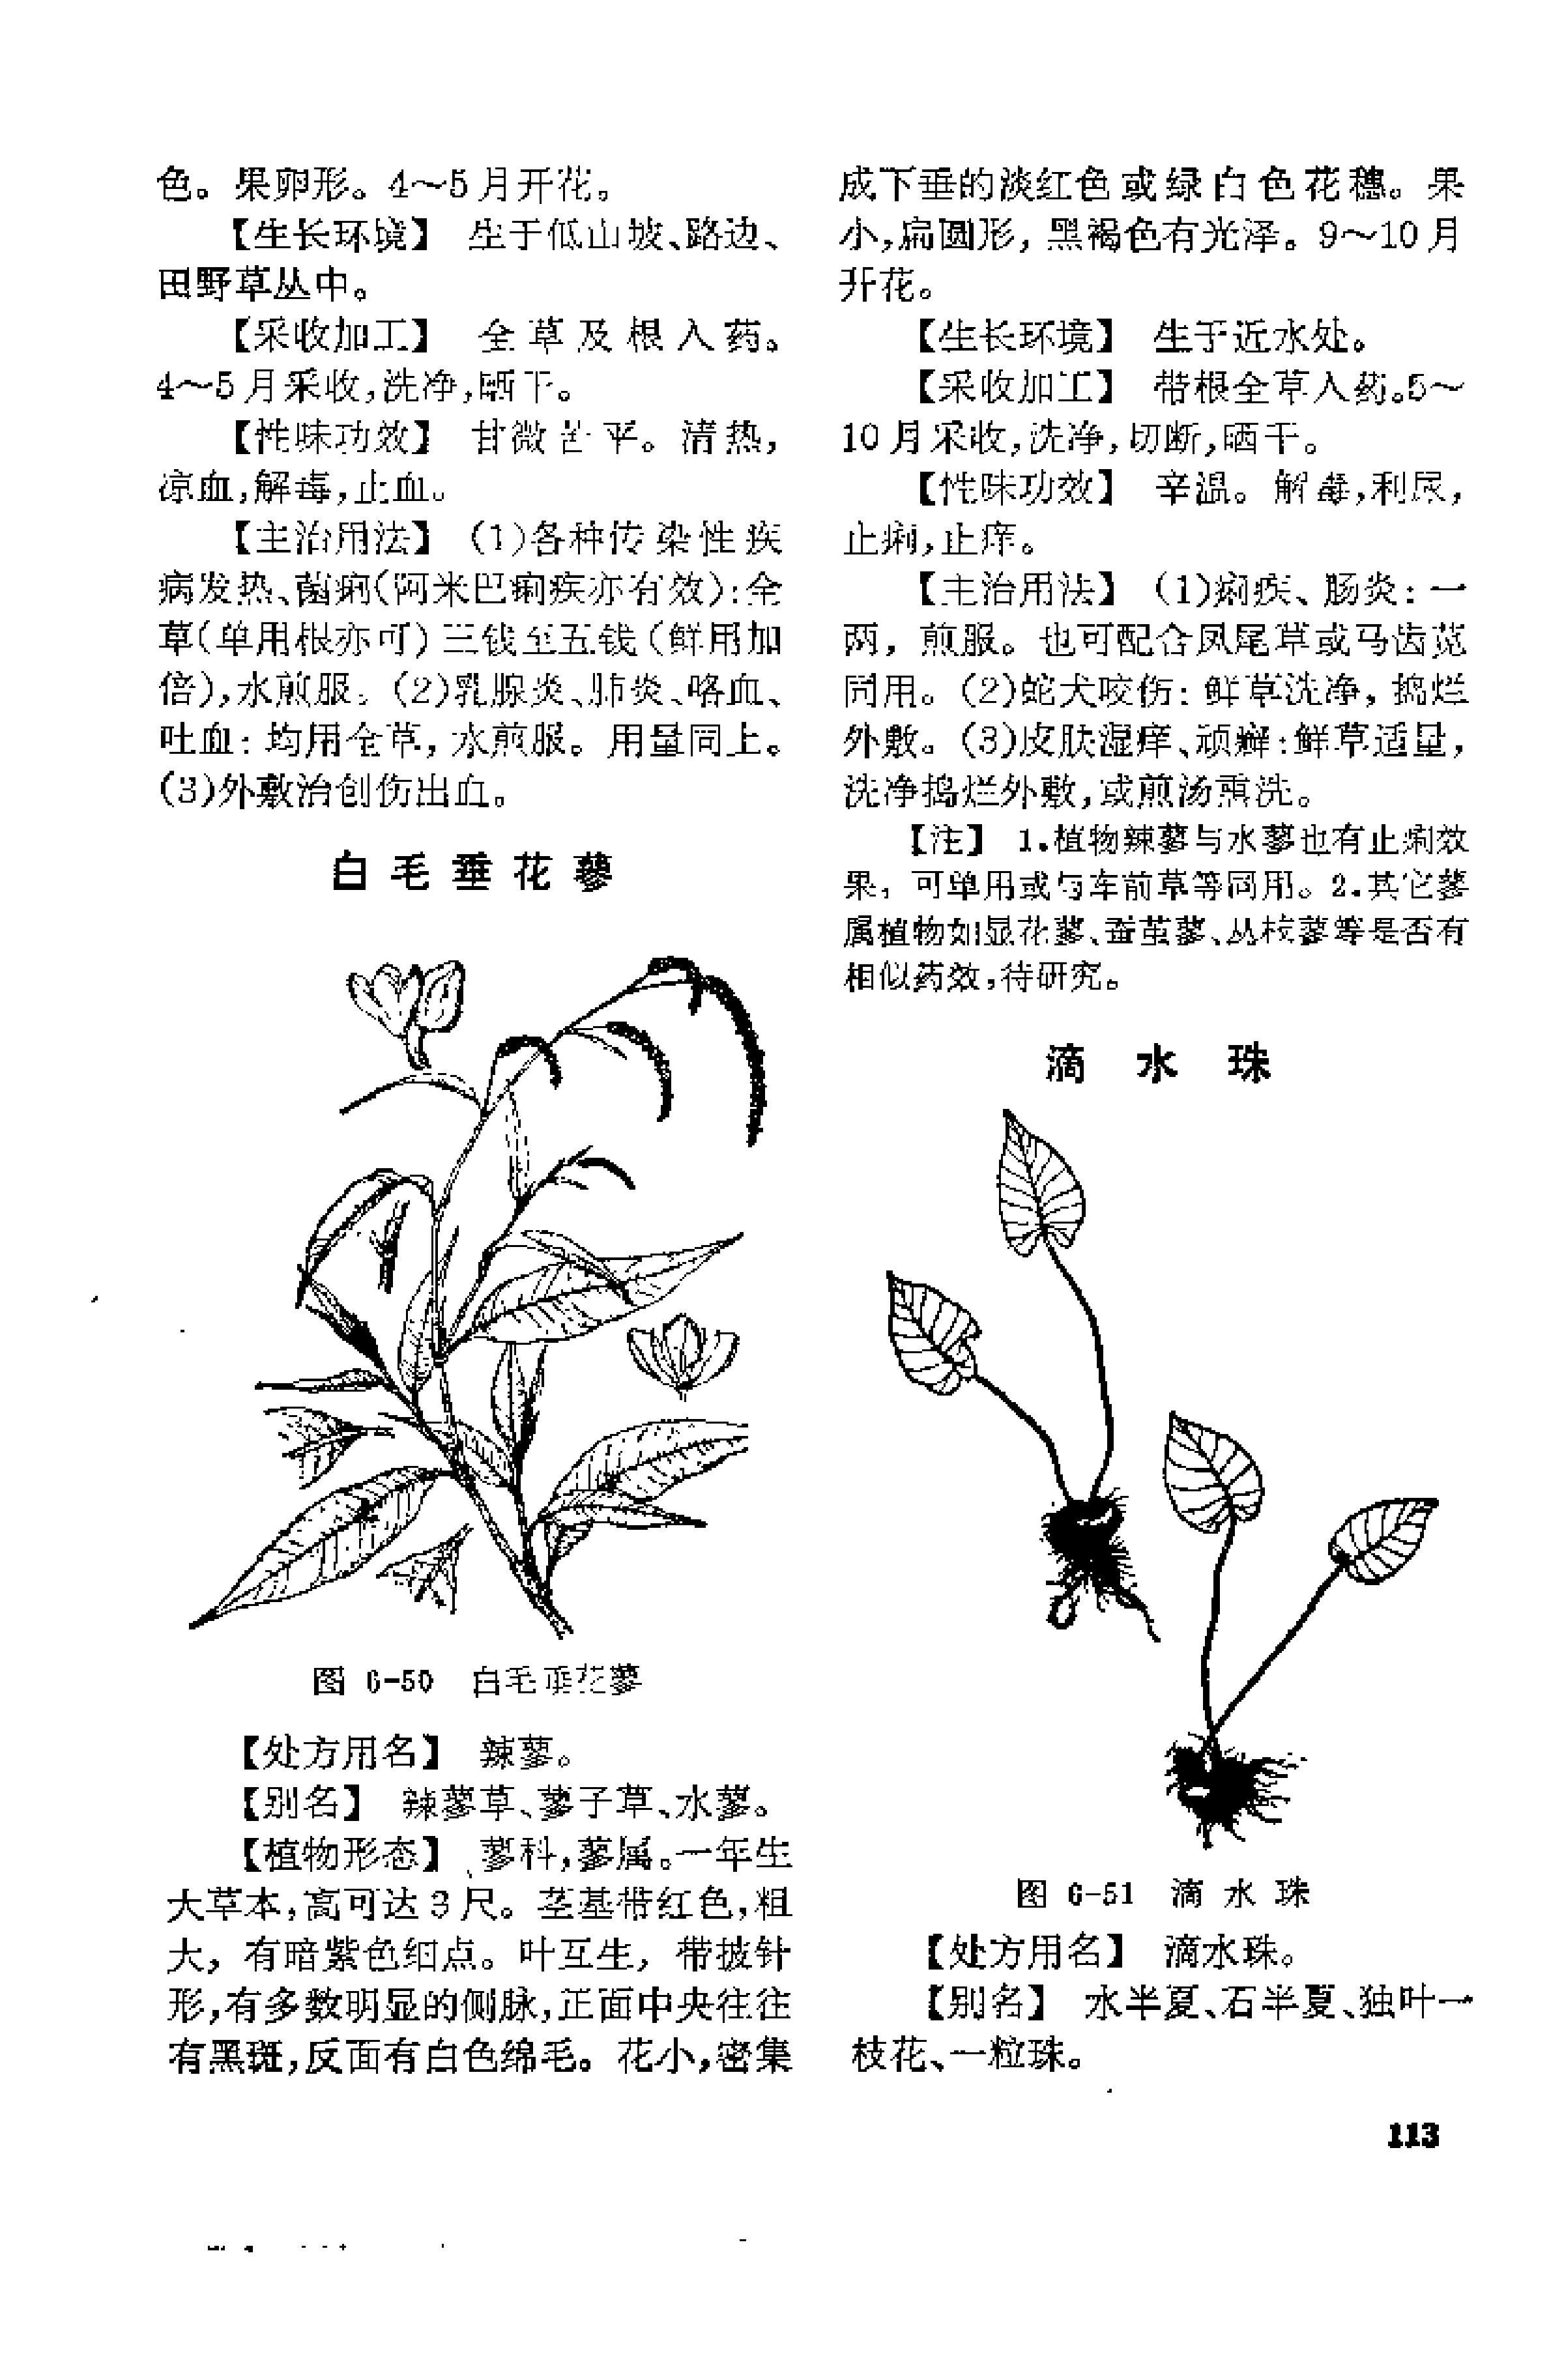 色。果卵形。4～5月开花。
【生长环境】 生于低山坡、路边、
田野草丛中。
【采收加工】 全草及根入药。
4～5月采收,洗净,晒干。
【性味功效】 甘微苦平。清热,
凉血,解毒,止血。
【主治用法】 (1)各种传染性疾
病发热、菌痢(阿米巴痢疾亦有效):全
草(单用根亦可)三钱至五钱(鲜用加
倍),水煎服。(2)乳腺炎、肺炎、咯血、
吐血: 均用全草, 水煎服。用量同上。
(3)外敷治创伤出血。
白毛垂花蓼
图 6-50 白毛垂花蓼
【处方用名】 辣蓼。
【别名】 辣蓼草、蓼子草、水蓼。
【植物形态】 蓼科,蓼属。一年生
大草本,高可达3尺。茎基带红色,粗
大, 有暗紫色细点。叶互生, 带披针
形,有多数明显的侧脉,正面中央往往
有黑斑,反面有白色绵毛。花小,密集
成下垂的淡红色或绿白色花穗。果
小,扁圆形, 黑褐色有光泽。9～10月
开花。
【生长环境】 生于近水处。
【采收加工】 带根全草入药。5～
10月采收,洗净,切断,晒干。
【性味功效】 辛温。解毒,利尿,
止痢,止痒。
【主治用法】 (1)痢疾、肠炎: 一
两, 煎服。也可配合凤尾草或马齿苋
同用。(2)蛇犬咬伤: 鲜草洗净, 捣烂
外敷。(3)皮肤湿痒、顽癣:鲜草适量,
洗净捣烂外敷,或煎汤熏洗。
【注】 1.植物辣蓼与水蓼也有止痢效
果, 可单用或与车前草等同用。2.其它蓼
属植物如显花蓼、蚕茧蓼、丛枝蓼等是否有
相似药效,待研究。
滴水珠
图 6-51 滴水珠
【处方用名】 滴水珠。
【别名】 水半夏、石半夏、独叶一
枝花、一粒珠。
113